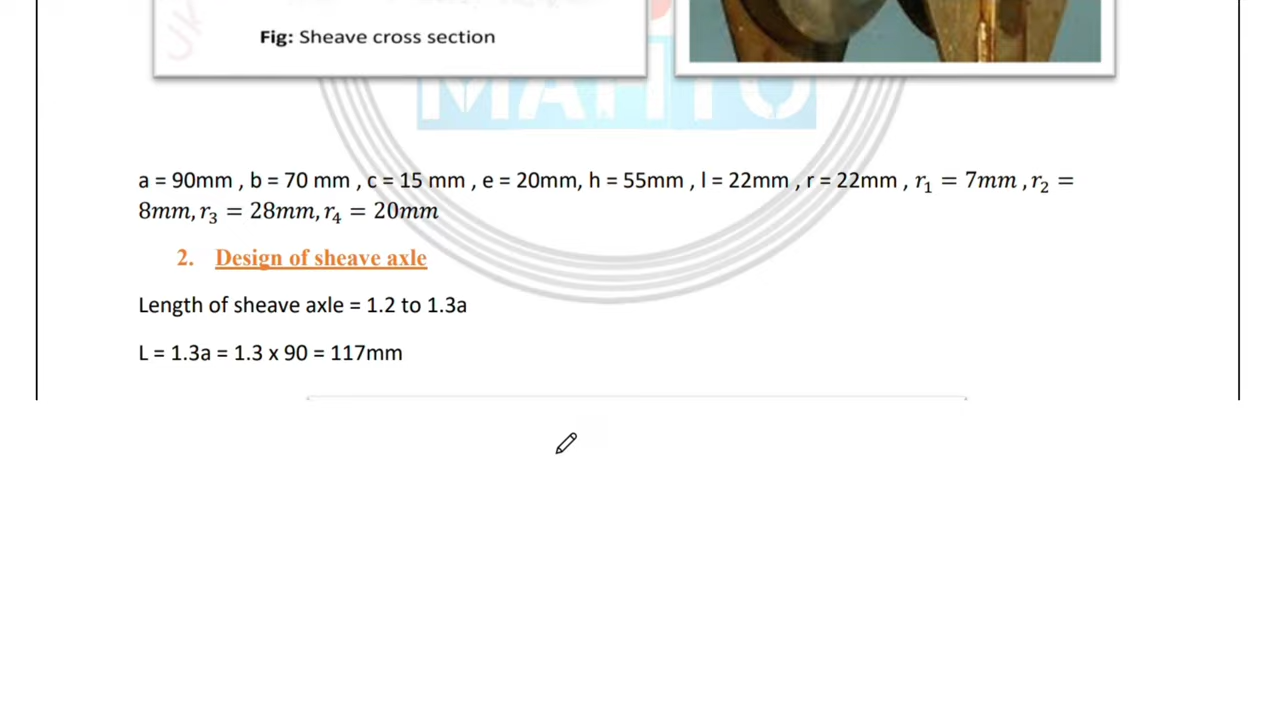 Fig: Sheave cross section
a = 90mm , b = 70 mm , c = 15 mm , e = 20mm, h = 55mm , l = 22mm , r = 22mm , r₁ = 7mm , r₂ =
8mm, r₃ = 28mm, r₄ = 20mm
2. Design of sheave axle
Length of sheave axle = 1.2 to 1.3a
L = 1.3a = 1.3 x 90 = 117mm